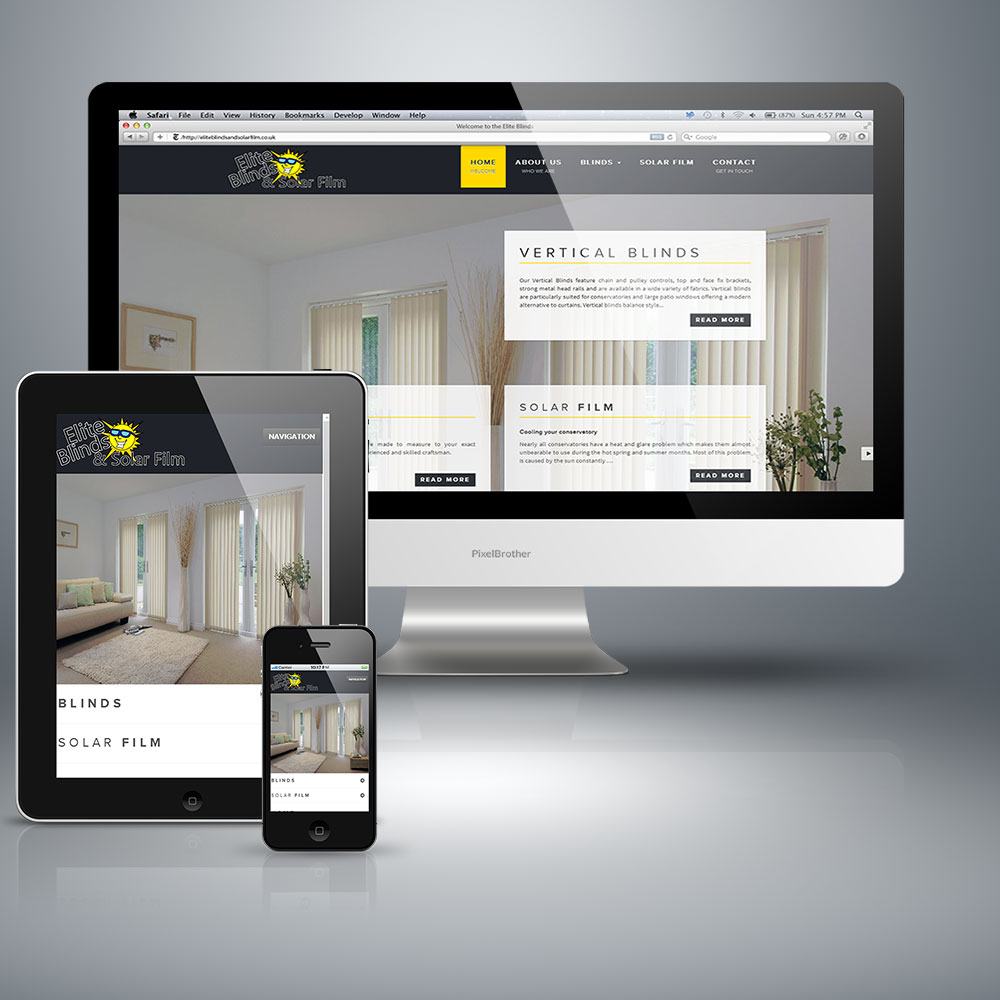 Safari File Edit View History Bookmarks Develop Window Help (87%) Sun 4:57 PM
Welcome to the Elite Blinds
http://eliteblindsandsolarfilm.co.uk
Google
Elite
Blinds
& Solar Film
HOME ABOUT US BLINDS SOLAR FILM CONTACT
WELCOME WHO WE ARE GET IN TOUCH
VERTICAL BLINDS
Our Vertical Blinds feature chain and pulley controls, top and face fix brackets,
strong metal head rails and are available in a wide variety of fabrics. Vertical blinds
are particularly suited for conservatories and large patio windows offering a modern
alternative to curtains. Vertical blinds balance style...
READ MORE
made to measure to your exact
skilled craftsman.
READ MORE
SOLAR FILM
Cooling your conservatory
Nearly all conservatories have a heat and glare problem which makes them almost
unbearable to use during the hot spring and summer months. Most of this problem
is caused by the sun constantly ....
READ MORE
PixelBrother
Elite
Blinds
& Solar Film
NAVIGATION
BLINDS
SOLAR FILM
Carrier 10:17 PM
Elite
Blinds
& Solar Film
NAVIGATION
BLINDS
SOLAR FILM